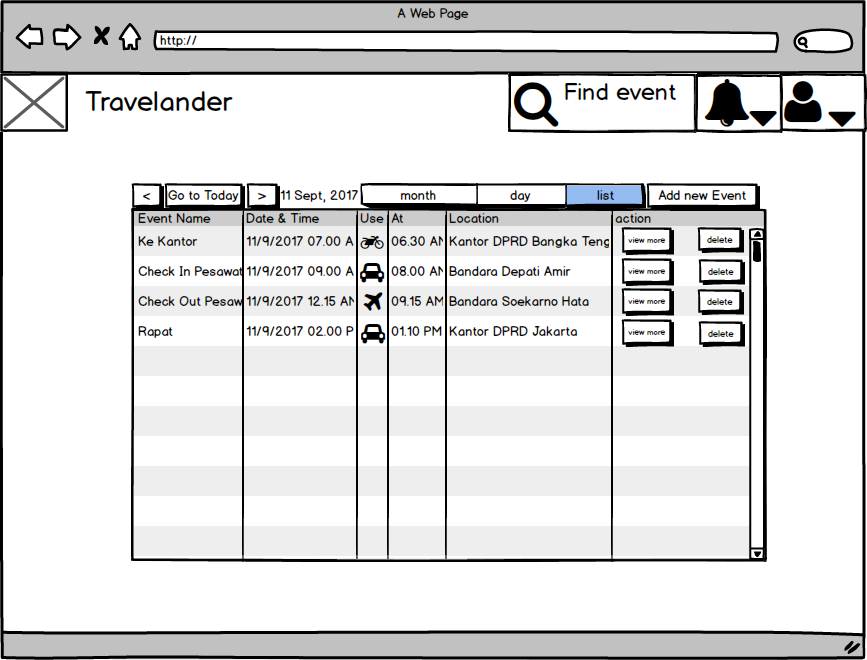 A Web Page
http://
Travelander
Find event
< Go to Today > 11 Sept, 2017 month day list Add new Event
Event Name Date & Time Use At Location action
Ke Kantor 11/9/2017 07.00 A 06.30 AM Kantor DPRD Bangka Teng view more delete
Check In Pesawat 11/9/2017 09.00 A 08.00 AM Bandara Depati Amir view more delete
Check Out Pesaw 11/9/2017 12.15 AM 09.15 AM Bandara Soekarno Hata view more delete
Rapat 11/9/2017 02.00 P 01.10 PM Kantor DPRD Jakarta view more delete